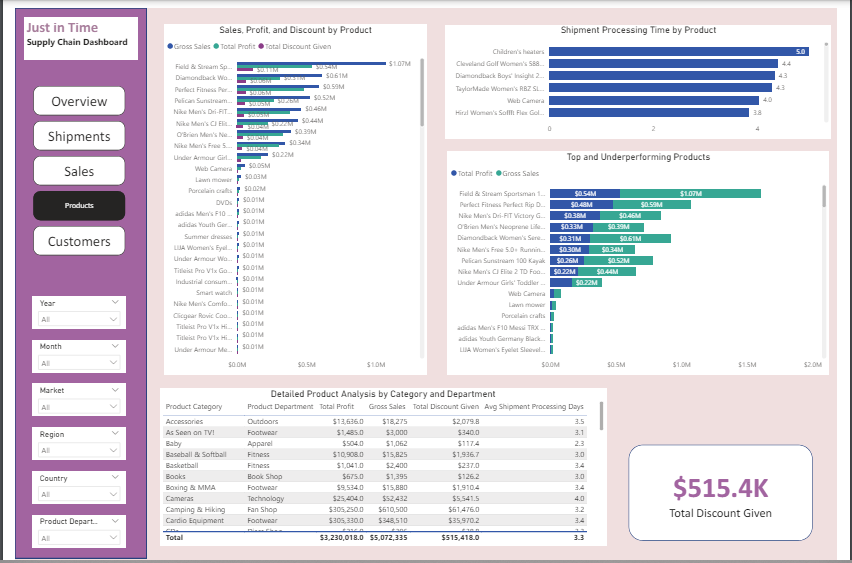 Just in Time
Supply Chain Dashboard
Overview
Shipments
Sales
Products
Customers
Year
All
Month
All
Market
All
Region
All
Country
All
Product Depart...
All
Sales, Profit, and Discount by Product
Gross Sales Total Profit Total Discount Given
Field & Stream Sp... $1.07M $0.54M $0.11M
Diamondback Wo... $0.61M $0.31M $0.06M
Perfect Fitness Per... $0.59M $0.06M
Pelican Sunstream... $0.52M $0.26M $0.05M
Nike Men's Dri-FIT... $0.46M $0.05M
Nike Men's CJ Elit... $0.44M $0.22M $0.04M
O'Brien Men's Ne... $0.39M $0.04M
Nike Men's Free 5... $0.34M $0.04M
Under Armour Girl... $0.22M
Web Camera $0.05M
Lawn mower $0.03M
Porcelain crafts $0.02M
DVDs $0.01M
adidas Men's F10 ... $0.01M
adidas Youth Ger... $0.01M
Summer dresses $0.01M
LIJA Women's Eyel... $0.01M
Under Armour Wo... $0.01M
Titleist Pro V1x Go... $0.01M
Industrial consum... $0.01M
Smart watch $0.01M
Nike Men's Comfo... $0.01M
Clicgear Rovic Coo... $0.01M
Titleist Pro V1x Hi... $0.01M
Titleist Pro V1x Hi... $0.01M
Under Armour Me... $0.01M
$0.0M $0.5M $1.0M
Shipment Processing Time by Product
Children's heaters 5.0
Cleveland Golf Women's 588... 4.4
Diamondback Boys' Insight 2... 4.3
TaylorMade Women's RBZ SL... 4.3
Web Camera 4.0
Hirzl Women's Soffft Flex Gol... 3.8
0 2 4
Top and Underperforming Products
Total Profit Gross Sales
Field & Stream Sportsman 1... $0.54M $1.07M
Perfect Fitness Perfect Rip D... $0.48M $0.59M
Nike Men's Dri-FIT Victory G... $0.38M $0.46M
O'Brien Men's Neoprene Life... $0.33M $0.39M
Diamondback Women's Sere... $0.31M $0.61M
Nike Men's Free 5.0+ Runnin... $0.30M $0.34M
Pelican Sunstream 100 Kayak $0.26M $0.52M
Nike Men's CJ Elite 2 TD Foo... $0.22M $0.44M
Under Armour Girls' Toddler ... $0.22M
Web Camera
Lawn mower
Porcelain crafts
adidas Men's F10 Messi TRX ...
adidas Youth Germany Black...
LIJA Women's Eyelet Sleevel...
$0.0M $0.5M $1.0M $1.5M $2.0M
Detailed Product Analysis by Category and Department
Product Category Product Department Total Profit Gross Sales Total Discount Given Avg Shipment Processing Days
Accessories Outdoors $13,636.0 $18,275 $2,079.8 3.5
As Seen on TV! Footwear $1,485.0 $3,000 $340.0 3.1
Baby Apparel $504.0 $1,062 $117.4 2.3
Baseball & Softball Fitness $10,908.0 $15,825 $1,936.7 3.0
Basketball Fitness $1,041.0 $2,400 $237.0 3.4
Books Book Shop $675.0 $1,395 $126.2 3.0
Boxing & MMA Footwear $9,534.0 $15,880 $1,910.4 3.4
Cameras Technology $25,404.0 $52,432 $5,541.5 4.0
Camping & Hiking Fan Shop $305,250.0 $610,500 $61,476.0 3.2
Cardio Equipment Footwear $305,330.0 $348,510 $35,970.2 3.4
Total $3,230,018.0 $5,072,335 $515,418.0 3.3
$515.4K
Total Discount Given